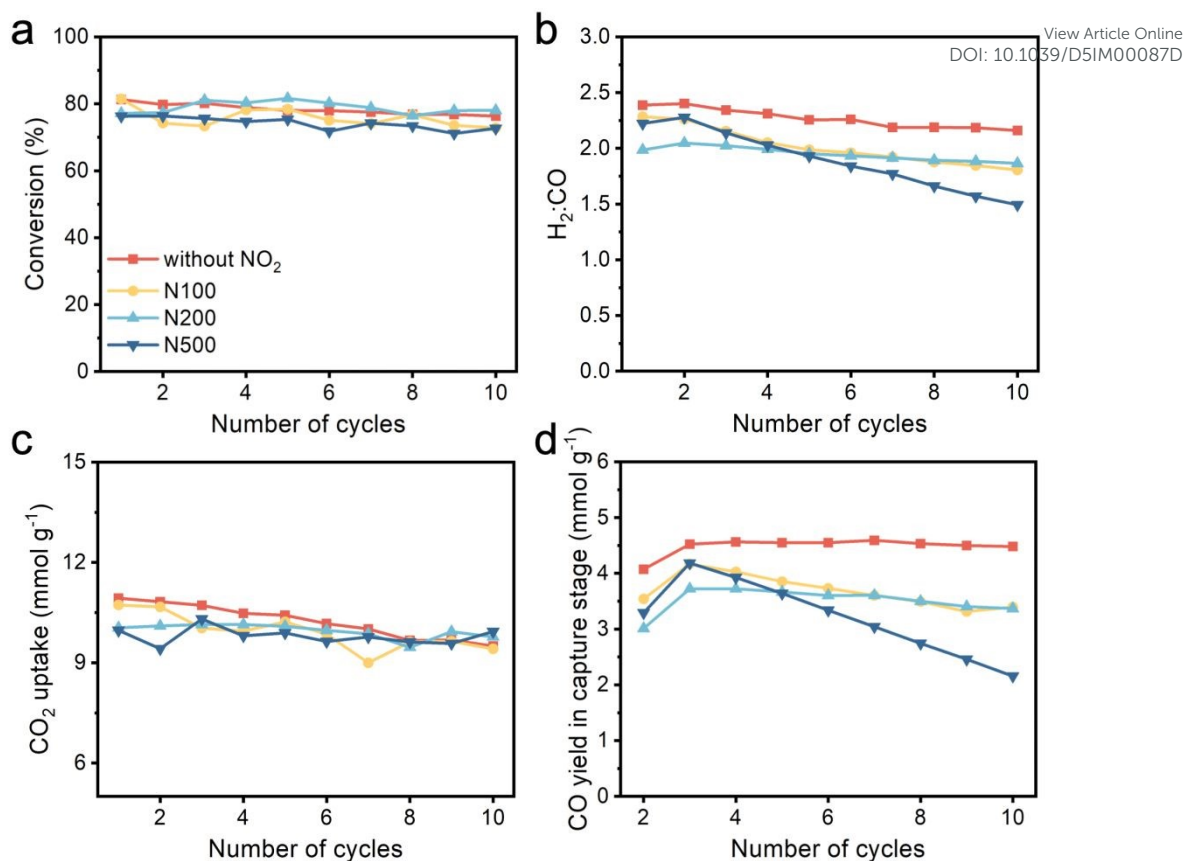 View Article Online
DOI: 10.1039/D5IM00087D
a
Conversion (%)
100
80
60
40
20
0
without NO₂
N100
N200
N500
2
4
6
8
10
Number of cycles
b
H₂:CO
3.0
2.5
2.0
1.5
1.0
0.5
0.0
2
4
6
8
10
Number of cycles
c
CO₂ uptake (mmol g⁻¹)
15
12
9
6
2
4
6
8
10
Number of cycles
d
CO yield in capture stage (mmol g⁻¹)
6
5
4
3
2
1
0
2
4
6
8
10
Number of cycles